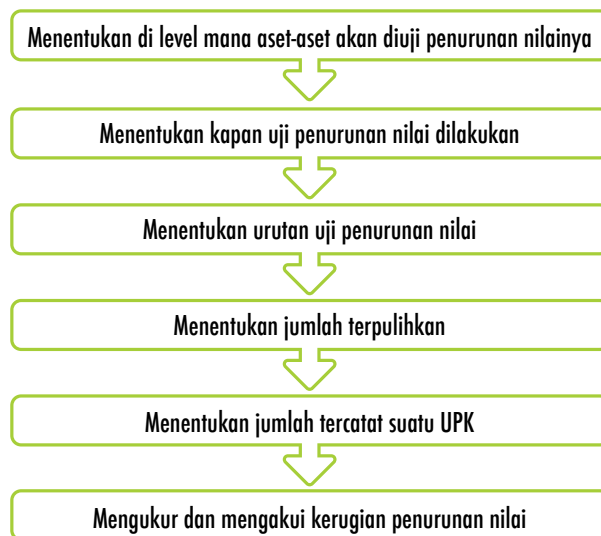 Menentukan di level mana aset-aset akan diuji penurunan nilainya
Menentukan kapan uji penurunan nilai dilakukan
Menentukan urutan uji penurunan nilai
Menentukan jumlah terpulihkan
Menentukan jumlah tercatat suatu UPK
Mengukur dan mengakui kerugian penurunan nilai